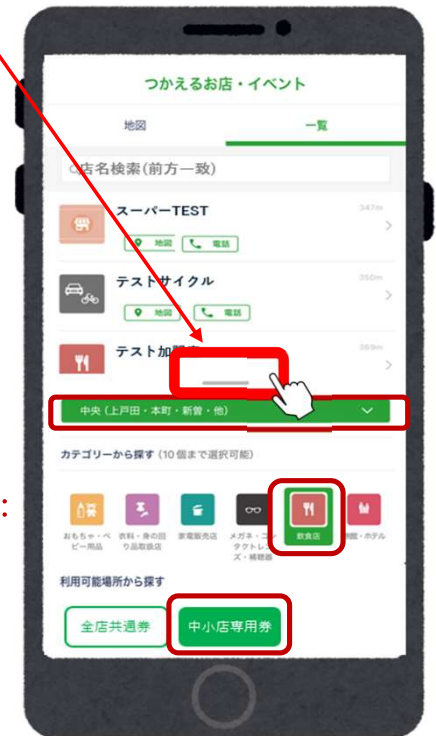 つかえるお店・イベント
地図
一覧
店名検索(前方一致)
スーパーTEST
347m
地図
電話
テストサイクル
350m
地図
電話
テスト加
369m
中央(上戸田・本町・新曽・他)
カテゴリーから探す(10個まで選択可能)
おもちゃ・ベビー用品
衣料・身の回り品取扱店
家電販売店
メガネ・コンタクトレンズ・補聴器
飲食店
館・ホテル
利用可能場所から探す
全店共通券
中小店専用券
: